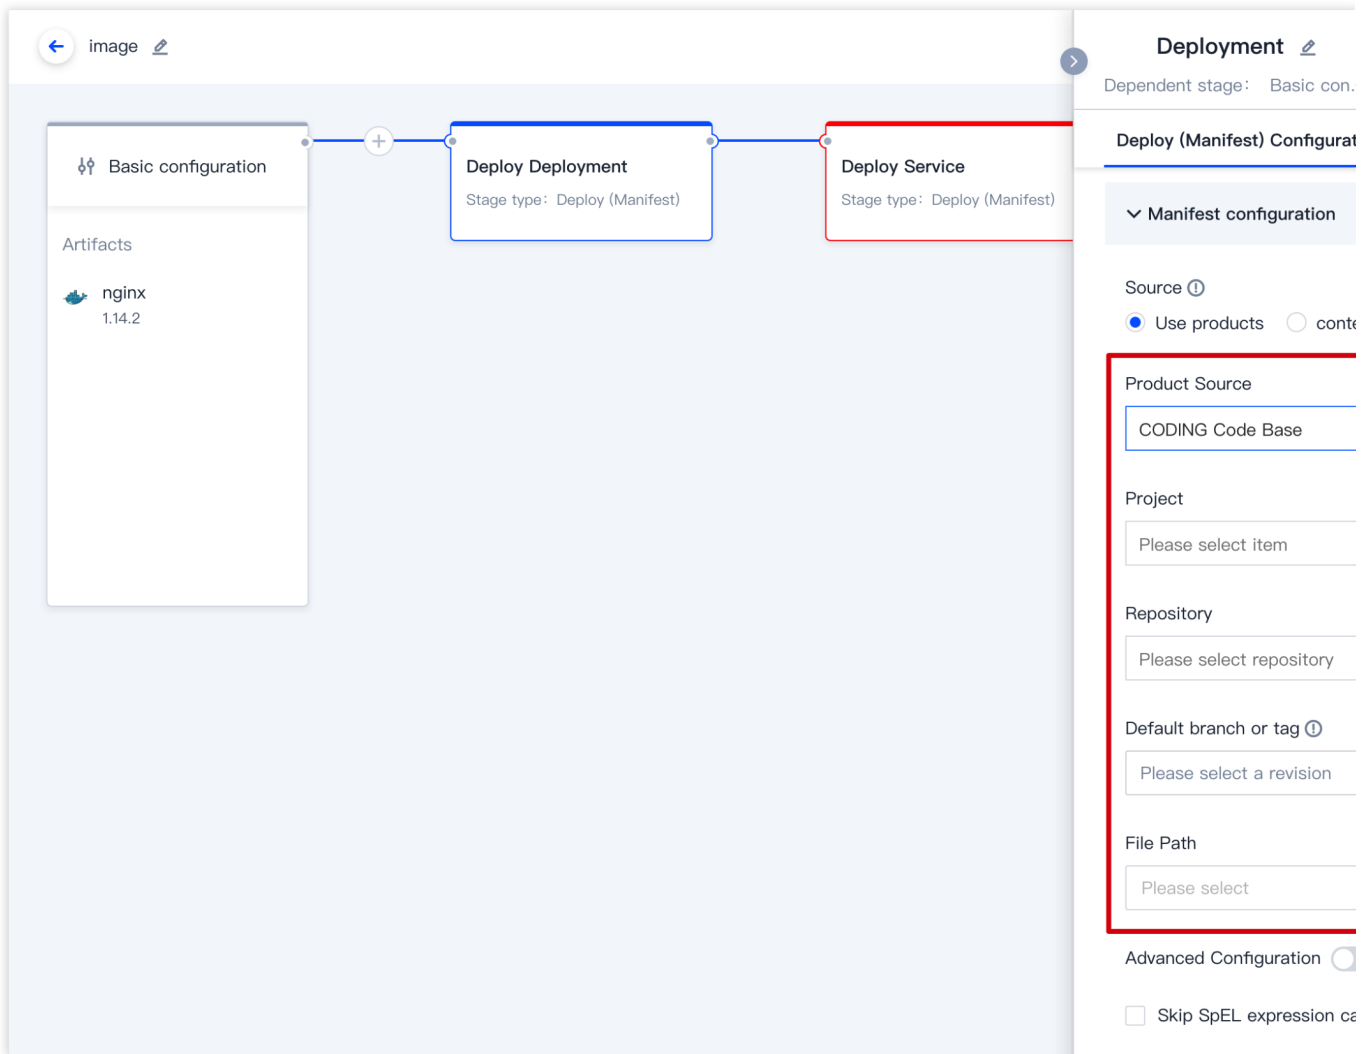 image
Basic configuration
Artifacts
nginx
1.14.2
Deploy Deployment
Stage type: Deploy (Manifest)
Deploy Service
Stage type: Deploy (Manifest)
Deployment
Dependent stage: Basic con.
Deploy (Manifest) Configurat
Manifest configuration
Source
Use products conte
Product Source
CODING Code Base
Project
Please select item
Repository
Please select repository
Default branch or tag
Please select a revision
File Path
Please select
Advanced Configuration
Skip SpEL expression ca